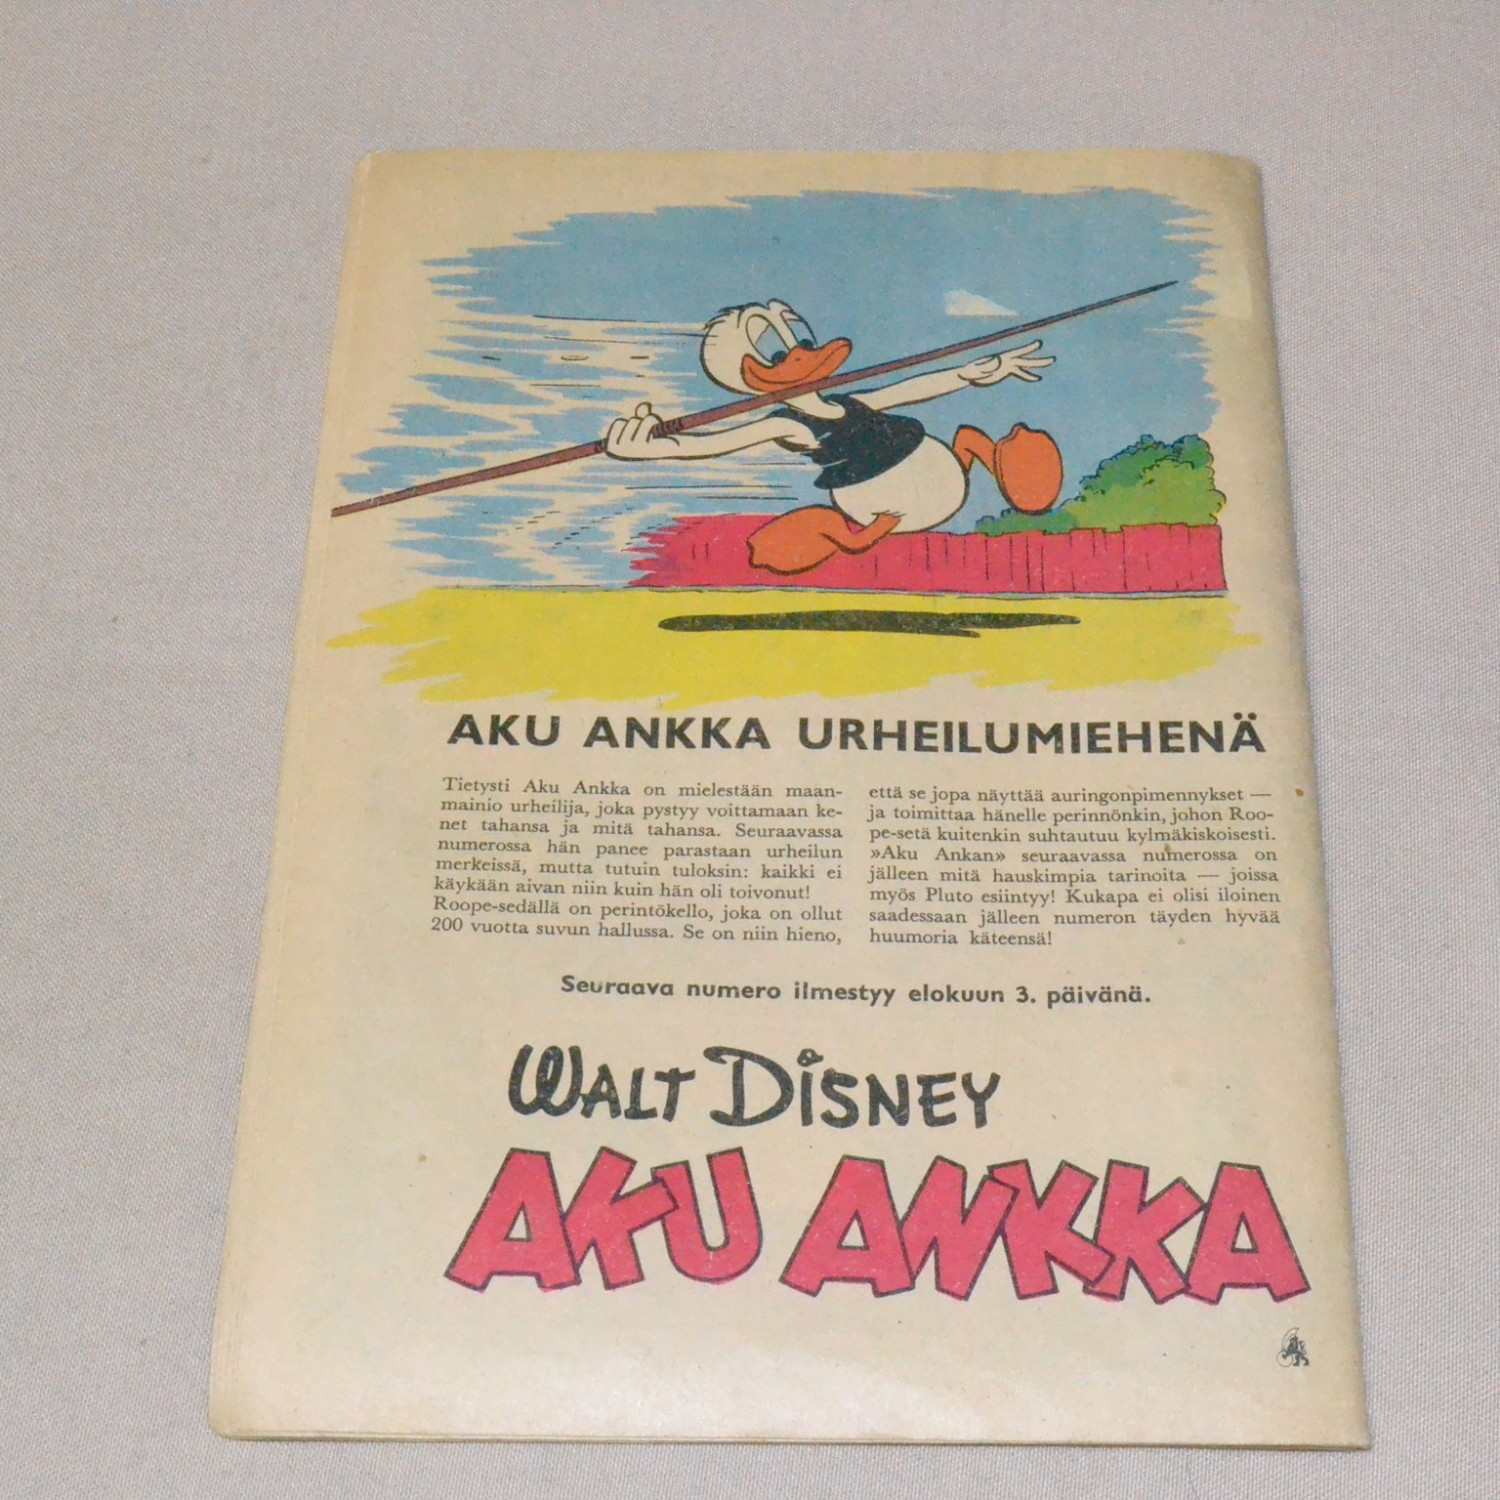 AKU ANKKA URHEILUMIEHENÄ
Tietysti Aku Ankka on mielestään maan-
mainio urheilija, joka pystyy voittamaan ke-
net tahansa ja mitä tahansa. Seuraavassa
numerossa hän panee parastaan urheilun
merkeissä, mutta tutuin tuloksin: kaikki ei
käykään aivan niin kuin hän oli toivonut!
Roope-sedällä on perintökello, joka on ollut
200 vuotta suvun hallussa. Se on niin hieno,
että se jopa näyttää auringonpimennykset —
ja toimittaa hänelle perinnönkin, johon Roo-
pe-setä kuitenkin suhtautuu kylmäkiskoisesti.
»Aku Ankan» seuraavassa numerossa on
jälleen mitä hauskimpia tarinoita — joissa
myös Pluto esiintyy! Kukapa ei olisi iloinen
saadessaan jälleen numeron täyden hyvää
huumoria käteensä!
Seuraava numero ilmestyy elokuun 3. päivänä.
WALT DISNEY
AKU ANKKA